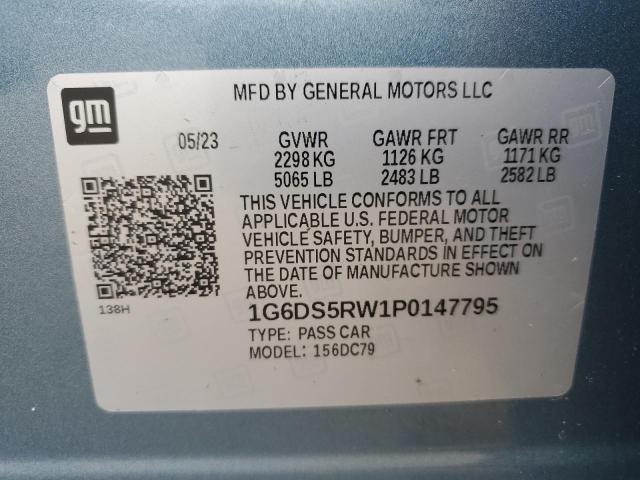 gm
MFD BY GENERAL MOTORS LLC
05/23 GVWR GAWR FRT GAWR RR
2298 KG 1126 KG 1171 KG
5065 LB 2483 LB 2582 LB
THIS VEHICLE CONFORMS TO ALL
APPLICABLE U.S. FEDERAL MOTOR
VEHICLE SAFETY, BUMPER, AND THEFT
PREVENTION STANDARDS IN EFFECT ON
THE DATE OF MANUFACTURE SHOWN
ABOVE.
138H
1G6DS5RW1P0147795
TYPE: PASS CAR
MODEL: 156DC79